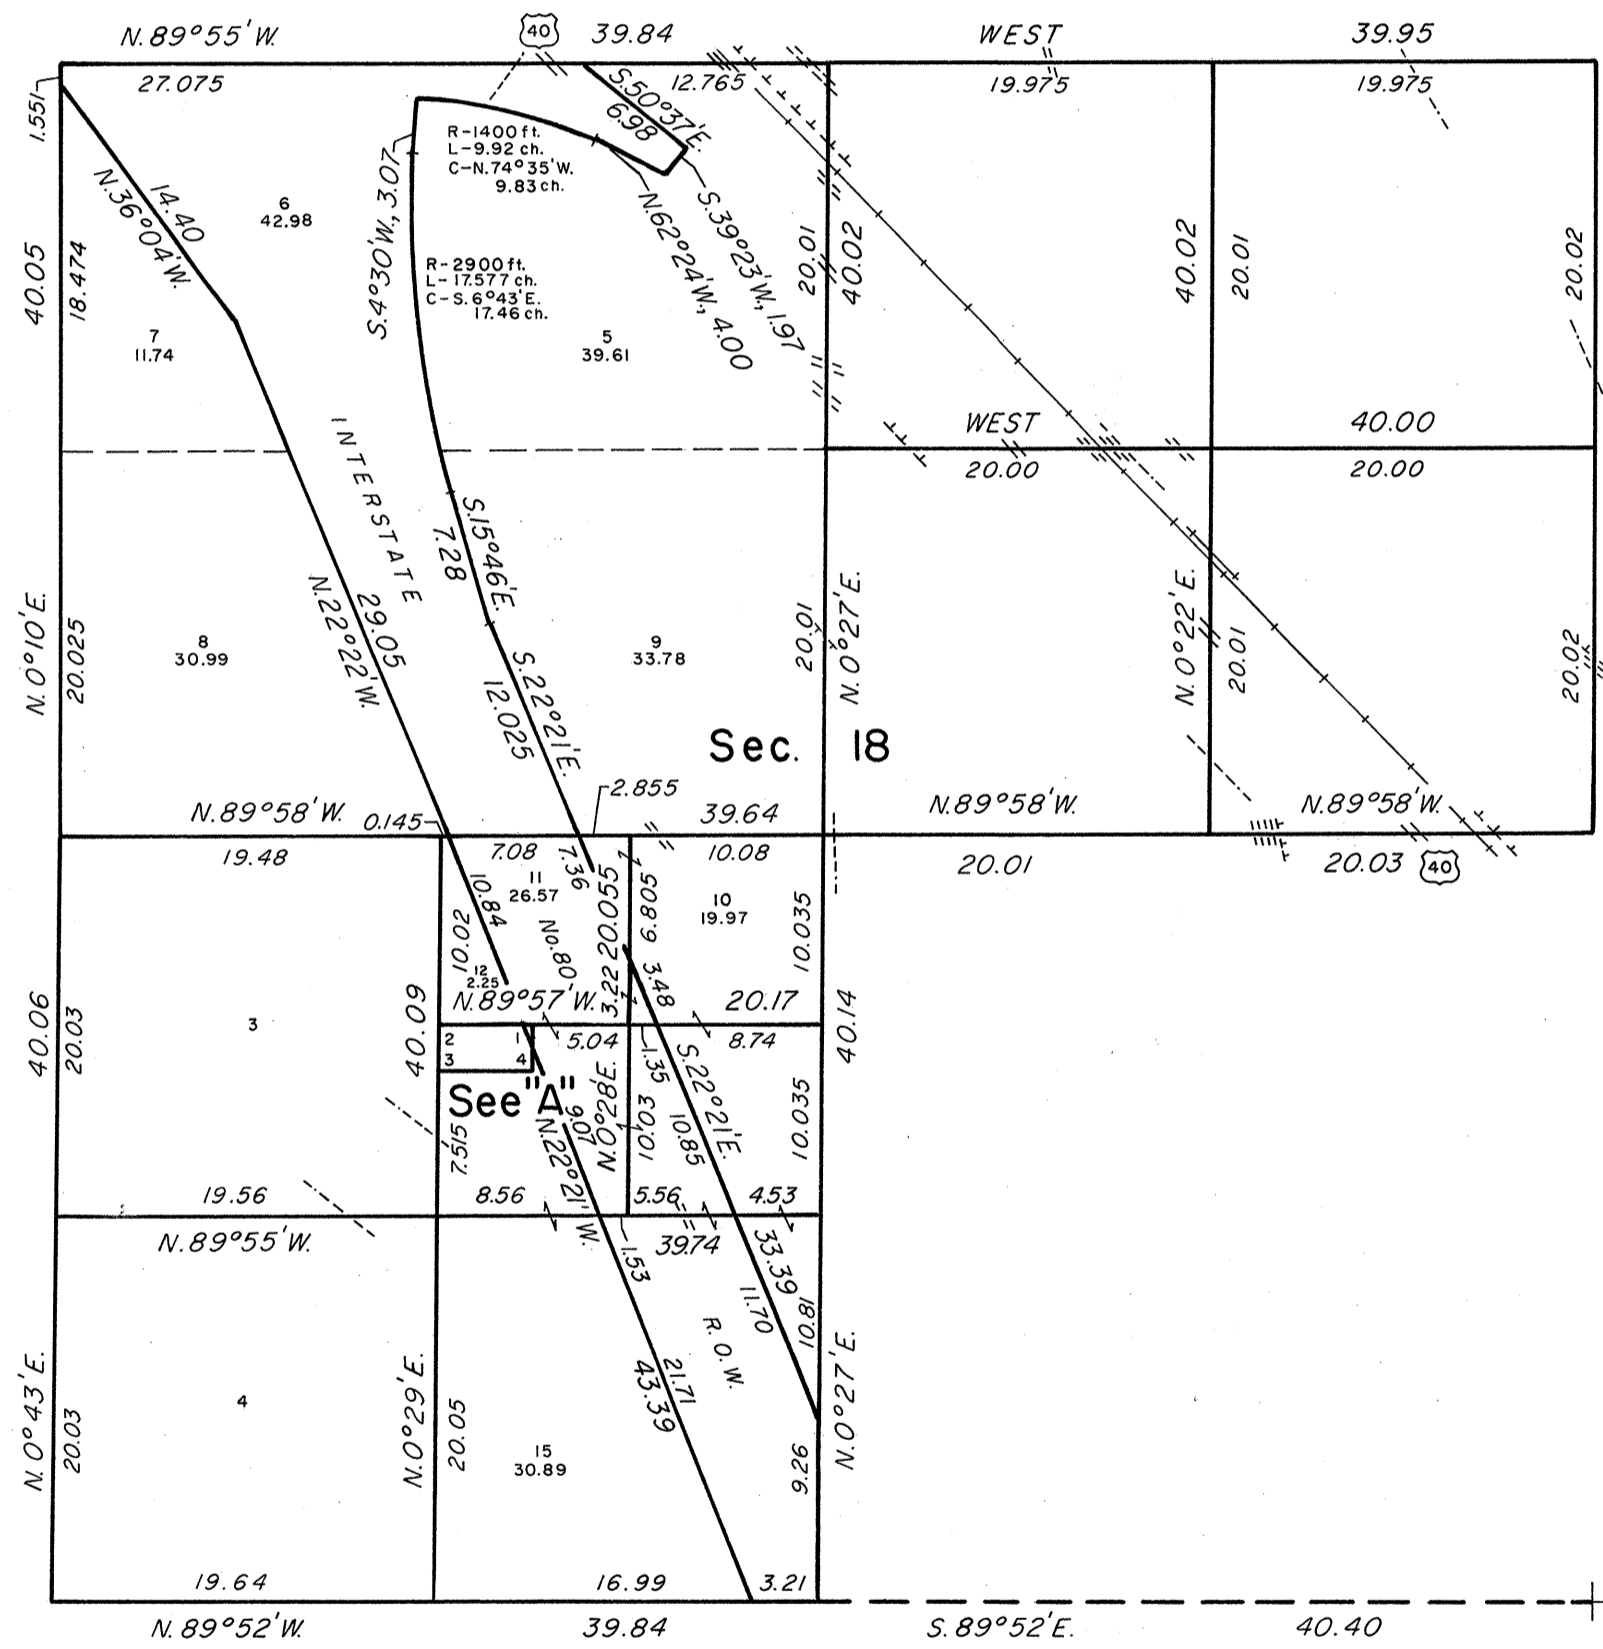 N.89°55'W.
40
39.84
WEST
39.95
1.551
27.075
S.50°37'E.
6.98
12.765
19.975
19.975
R-1400 ft.
L-9.92 ch.
C-N.74°35'W.
9.83 ch.
N.36°04'W.
14.40
6
42.98
S.4°30'W., 3.07
N.62°24'W., 4.00
S.39°23'W., 1.97
40.05
18.474
20.01
40.02
40.02
20.01
20.02
R-2900 ft.
L-17.577 ch.
C-S.6°43'E.
17.46 ch.
7
11.74
5
39.61
WEST
40.00
20.00
20.00
INTERSTATE
S.15°46'E.
7.28
N.22°22'W.
29.05
N.0°10'E.
20.025
8
30.99
9
33.78
20.01
N.0°27'E.
N.0°22'E.
20.01
20.02
S.22°21'E.
12.025
Sec. 18
2.855
N.89°58'W.
0.145
39.64
N.89°58'W.
N.89°58'W.
19.48
7.08
7.36
10.08
20.01
20.03
40
11
26.57
10.84
10.02
No.80
20.055
6.805
10
19.97
10.035
12
2.25
3.22
3.48
N.89°57'W.
20.17
40.06
20.03
3
40.09
40.14
2
1
3
4
5.04
1.35
8.74
See "A"
9.07
N.22°21'W.
N.0°28'E.
10.03
10.85
S.22°21'E.
10.035
7.515
19.56
8.56
5.56
4.53
N.89°55'W.
1.53
39.74
33.39
11.70
10.81
R.O.W.
N.0°43'E.
20.03
4
N.0°29'E.
20.05
21.71
43.39
N.0°27'E.
9.26
15
30.89
19.64
16.99
3.21
N.89°52'W.
39.84
S.89°52'E.
40.40